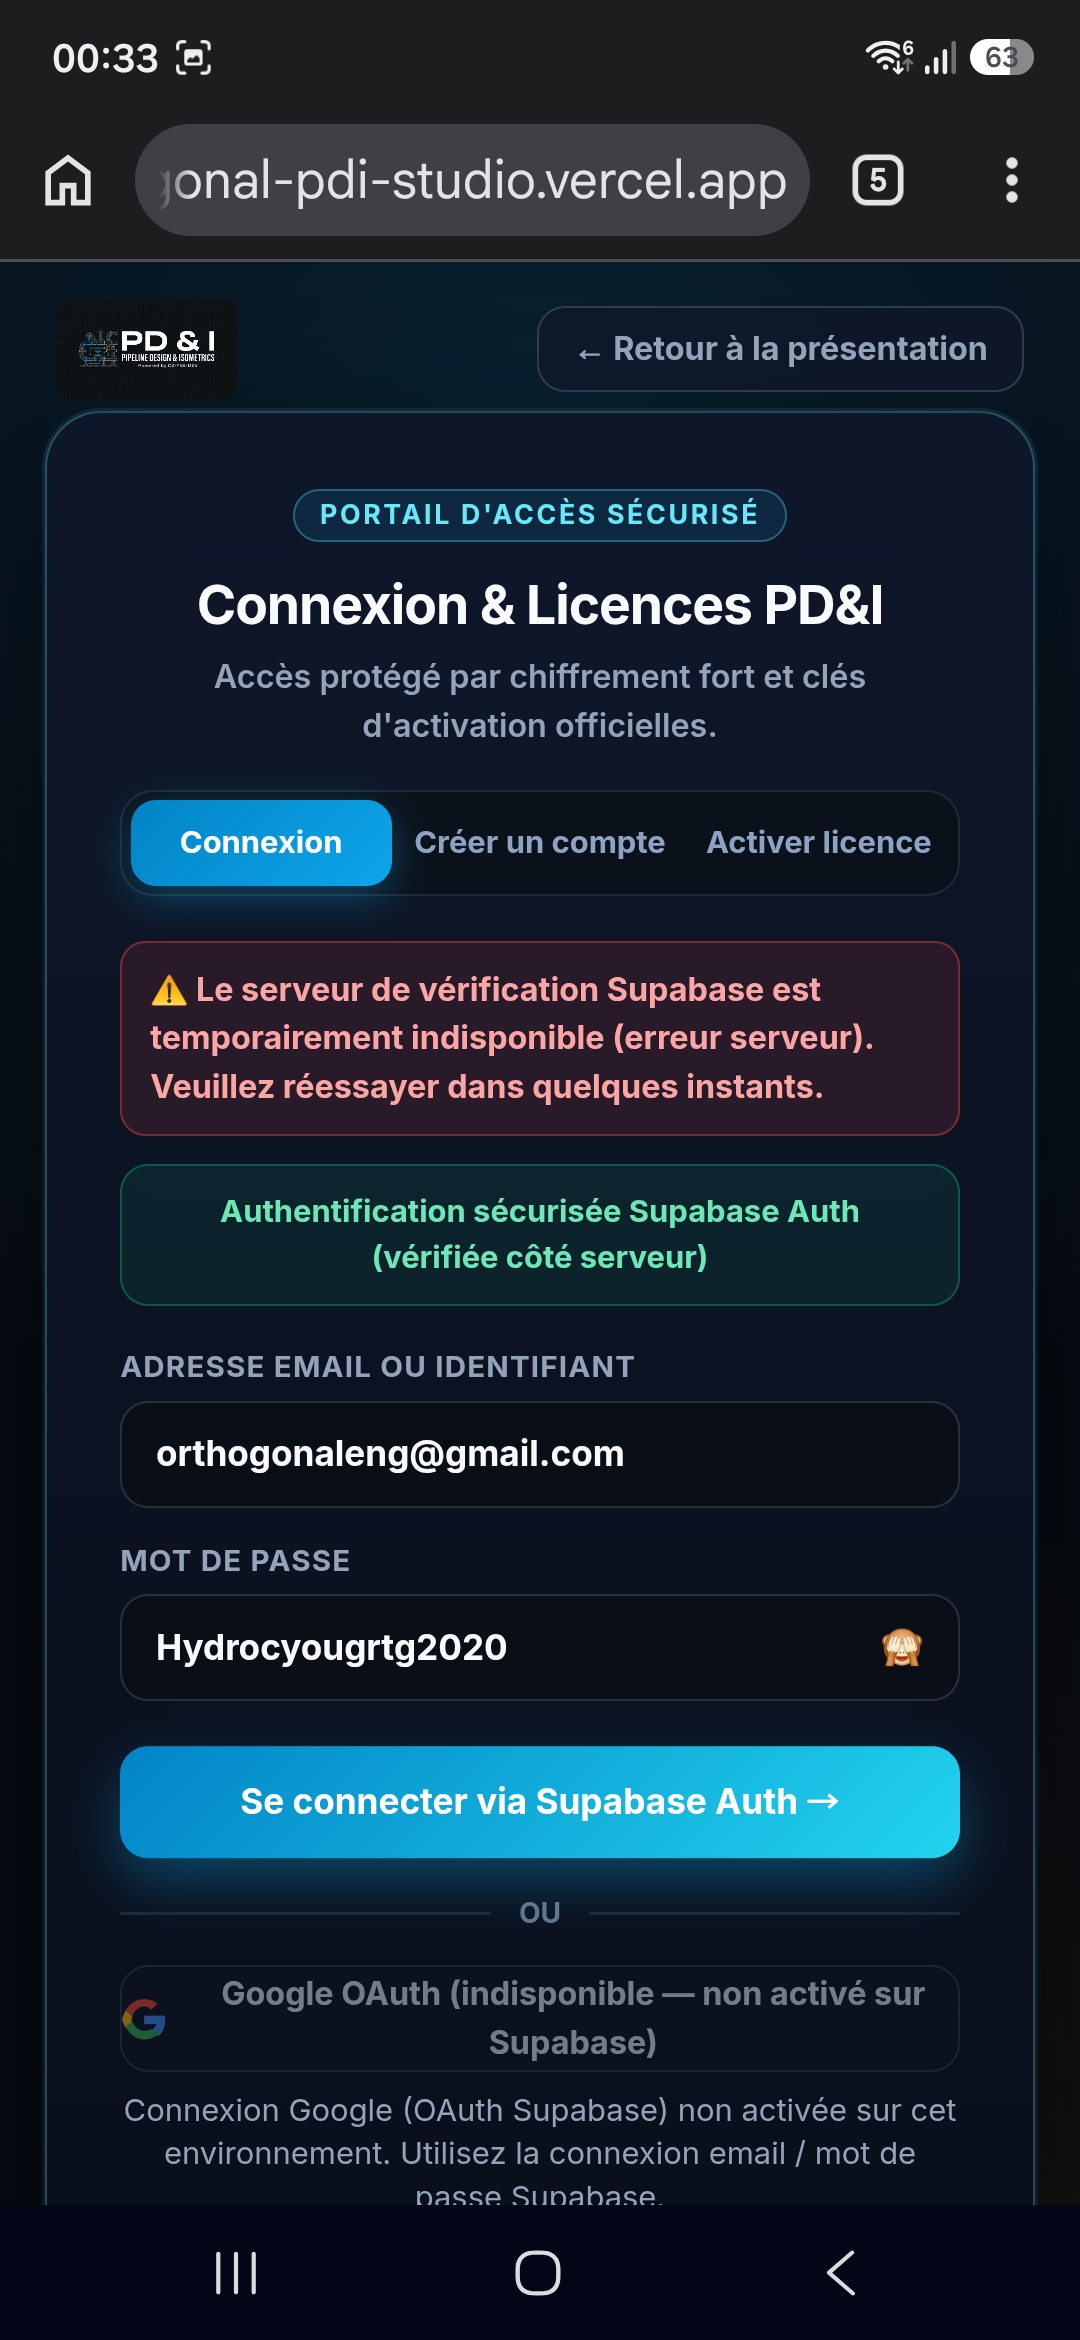 00:33
6
63
gonal-pdi-studio.vercel.app
5
PD & I
PIPELINE DESIGN & ISOMETRICS
← Retour à la présentation
PORTAIL D'ACCÈS SÉCURISÉ
Connexion & Licences PD&I
Accès protégé par chiffrement fort et clés
d'activation officielles.
Connexion Créer un compte Activer licence
⚠️ Le serveur de vérification Supabase est
temporairement indisponible (erreur serveur).
Veuillez réessayer dans quelques instants.
Authentification sécurisée Supabase Auth
(vérifiée côté serveur)
ADRESSE EMAIL OU IDENTIFIANT
orthogonaleng@gmail.com
MOT DE PASSE
Hydrocyougrtg2020
Se connecter via Supabase Auth →
OU
Google OAuth (indisponible — non activé sur
Supabase)
Connexion Google (OAuth Supabase) non activée sur cet
environnement. Utilisez la connexion email / mot de
passe Supabase.